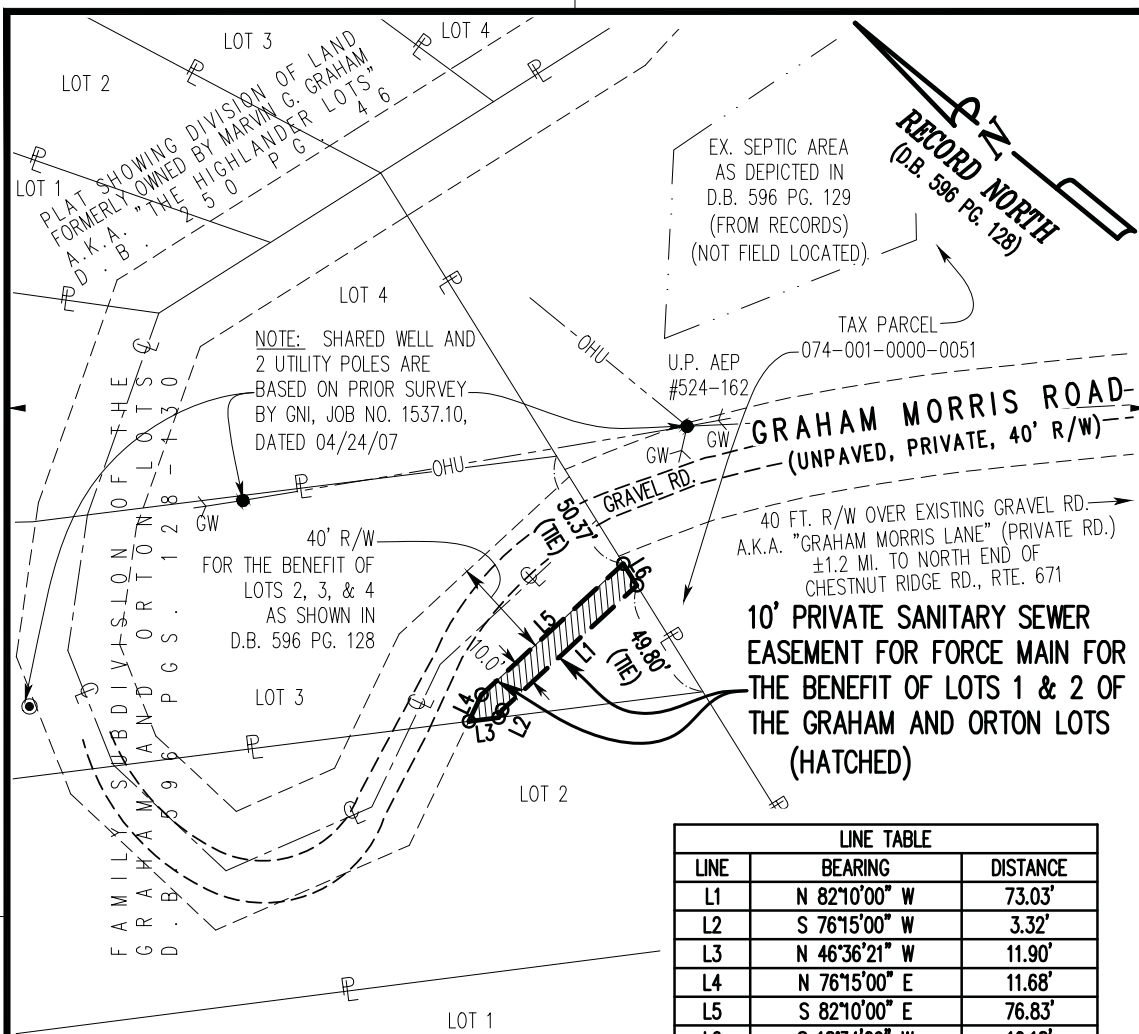 LOT 3
LOT 4
LOT 2
LOT 1
PLAT SHOWING DIVISION OF LAND
FORMERLY OWNED BY MARVIN G. GRAHAM
A.K.A. "THE HIGHLANDER LOTS"
D.B. 250 PG 46
EX. SEPTIC AREA
AS DEPICTED IN
D.B. 596 PG. 129
(FROM RECORDS)
(NOT FIELD LOCATED)
N
RECORD NORTH
(D.B. 596 PG. 128)
LOT 4
NOTE: SHARED WELL AND
2 UTILITY POLES ARE
BASED ON PRIOR SURVEY
BY GNI, JOB NO. 1537.10,
DATED 04/24/07
OHU
U.P. AEP
#524-162
TAX PARCEL
074-001-0000-0051
GRAHAM MORRIS ROAD
(UNPAVED, PRIVATE, 40' R/W)
GW
GW
OHU
GW
GRAVEL RD.
50.37'
(TIE)
40' R/W
FOR THE BENEFIT OF
LOTS 2, 3, & 4
AS SHOWN IN
D.B. 596 PG. 128
40 FT. R/W OVER EXISTING GRAVEL RD.
A.K.A. "GRAHAM MORRIS LANE" (PRIVATE RD.)
±1.2 MI. TO NORTH END OF
CHESTNUT RIDGE RD., RTE. 671
L6
L5
L1
10.0'
49.80'
(TIE)
L4
L3
L2
10' PRIVATE SANITARY SEWER
EASEMENT FOR FORCE MAIN FOR
THE BENEFIT OF LOTS 1 & 2 OF
THE GRAHAM AND ORTON LOTS
(HATCHED)
LOT 3
LOT 2
FAMILY SUBDIVISION OF THE
GRAHAM AND ORTON LOTS
D.B 596 PGS. 128-130
LOT 1
LINE TABLE
LINE BEARING DISTANCE
L1 N 82°10'00" W 73.03'
L2 S 76°15'00" W 3.32'
L3 N 46°36'21" W 11.90'
L4 N 76°15'00" E 11.68'
L5 S 82°10'00" E 76.83'